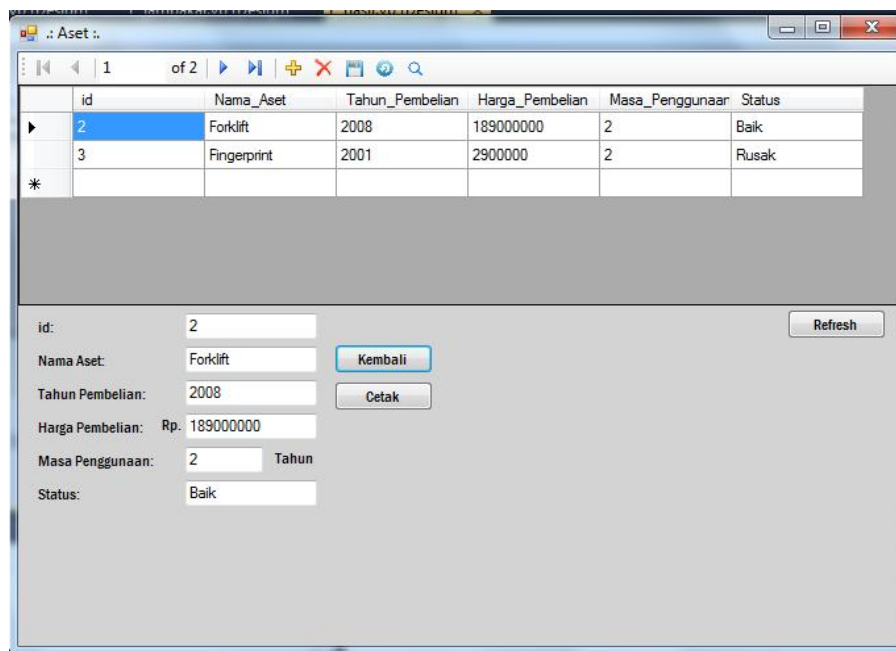 .: Aset :.
1 of 2
id Nama_Aset Tahun_Pembelian Harga_Pembelian Masa_Penggunaan Status
2 Forklift 2008 189000000 2 Baik
3 Fingerprint 2001 2900000 2 Rusak
id: 2 Refresh
Nama Aset: Forklift Kembali
Tahun Pembelian: 2008 Cetak
Harga Pembelian: Rp. 189000000
Masa Penggunaan: 2 Tahun
Status: Baik